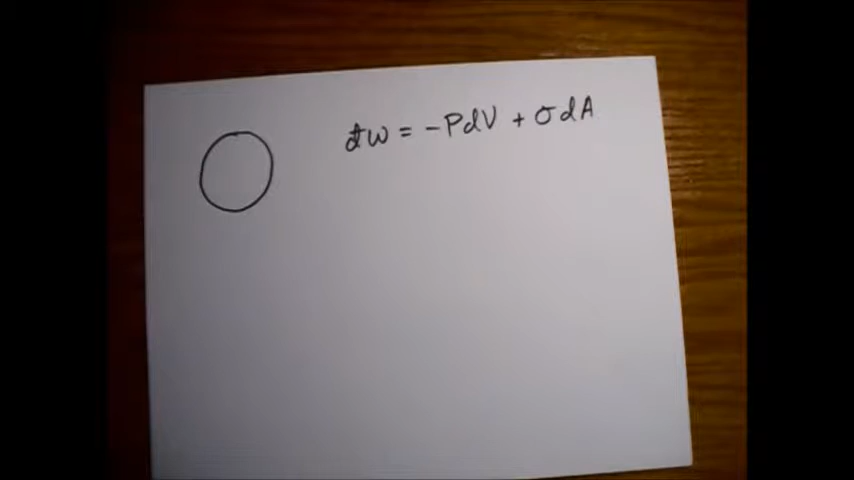 đw = -PdV + σdA